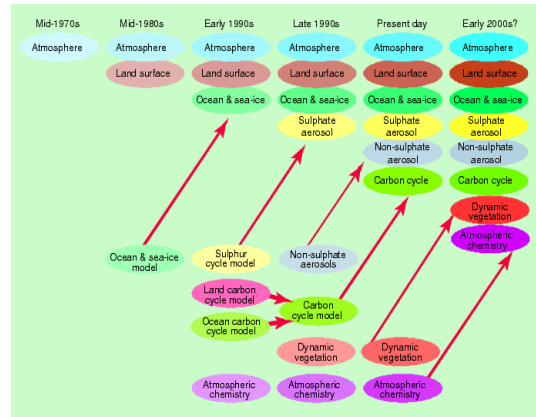 Mid-1970s Mid-1980s Early 1990s Late 1990s Present day Early 2000s?
Atmosphere Atmosphere Atmosphere Atmosphere Atmosphere Atmosphere
Land surface Land surface Land surface Land surface Land surface
Ocean & sea-ice Ocean & sea-ice Ocean & sea-ice Ocean & sea-ice
Sulphate Sulphate Sulphate
aerosol aerosol aerosol
Non-sulphate Non-sulphate
aerosol aerosol
Carbon cycle Carbon cycle
Dynamic
vegetation
Atmospheric
chemistry
Ocean & sea-ice Sulphur Non-sulphate
model cycle model aerosols
Land carbon
cycle model
Carbon
cycle model
Ocean carbon
cycle model
Dynamic Dynamic
vegetation vegetation
Atmospheric Atmospheric Atmospheric
chemistry chemistry chemistry